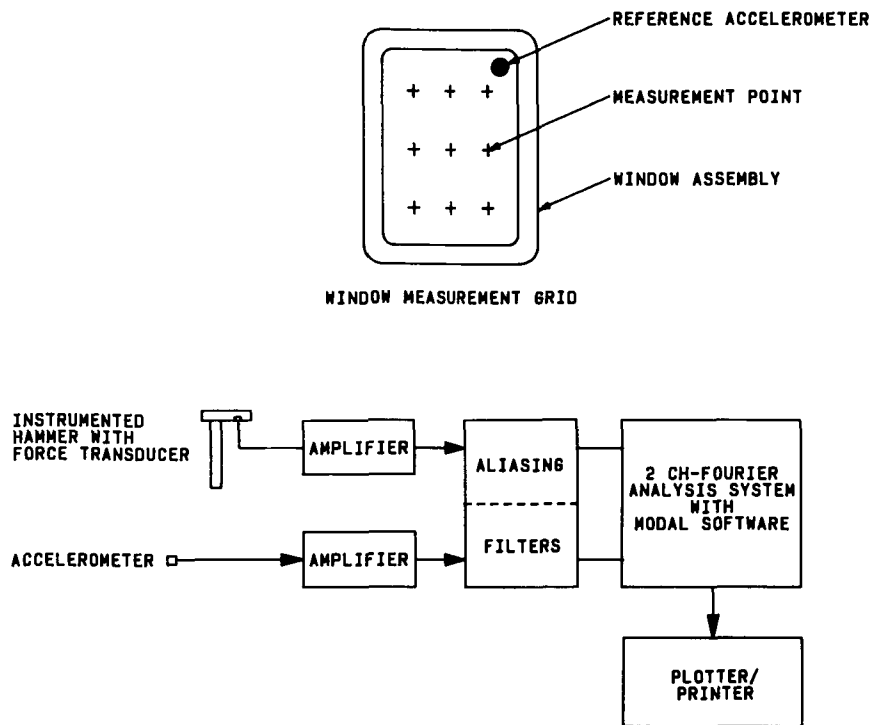 REFERENCE ACCELEROMETER
MEASUREMENT POINT
WINDOW ASSEMBLY
WINDOW MEASUREMENT GRID
INSTRUMENTED
HAMMER WITH
FORCE TRANSDUCER
AMPLIFIER
ALIASING
2 CH-FOURIER
ANALYSIS SYSTEM
WITH
MODAL SOFTWARE
ACCELEROMETER
AMPLIFIER
FILTERS
PLOTTER/
PRINTER